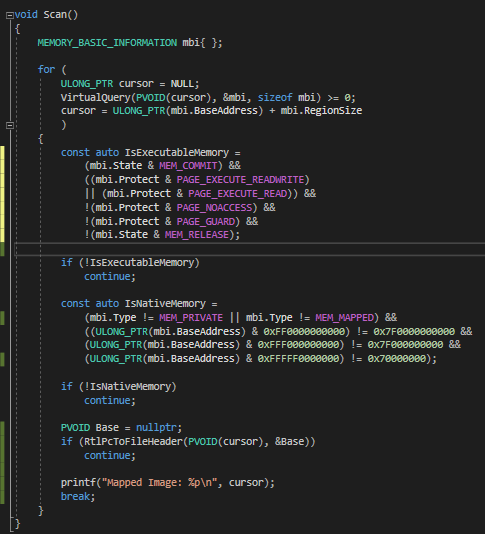 void Scan()
{
    MEMORY_BASIC_INFORMATION mbi{ };

    for (
        ULONG_PTR cursor = NULL;
        VirtualQuery(PVOID(cursor), &mbi, sizeof mbi) >= 0;
        cursor = ULONG_PTR(mbi.BaseAddress) + mbi.RegionSize
        )
    {
        const auto IsExecutableMemory =
            (mbi.State & MEM_COMMIT) &&
            ((mbi.Protect & PAGE_EXECUTE_READWRITE)
            || (mbi.Protect & PAGE_EXECUTE_READ)) &&
            !(mbi.Protect & PAGE_NOACCESS) &&
            !(mbi.Protect & PAGE_GUARD) &&
            !(mbi.State & MEM_RELEASE);

        if (!IsExecutableMemory)
            continue;

        const auto IsNativeMemory =
            (mbi.Type != MEM_PRIVATE || mbi.Type != MEM_MAPPED) &&
            ((ULONG_PTR(mbi.BaseAddress) & 0xFF0000000000) != 0x7F0000000000 &&
            (ULONG_PTR(mbi.BaseAddress) & 0xFFF000000000) != 0x7F000000000 &&
            (ULONG_PTR(mbi.BaseAddress) & 0xFFFFFF0000000) != 0x70000000);

        if (!IsNativeMemory)
            continue;

        PVOID Base = nullptr;
        if (RtlPcToFileHeader(PVOID(cursor), &Base))
            continue;

        printf("Mapped Image: %p\n", cursor);
        break;
    }
}